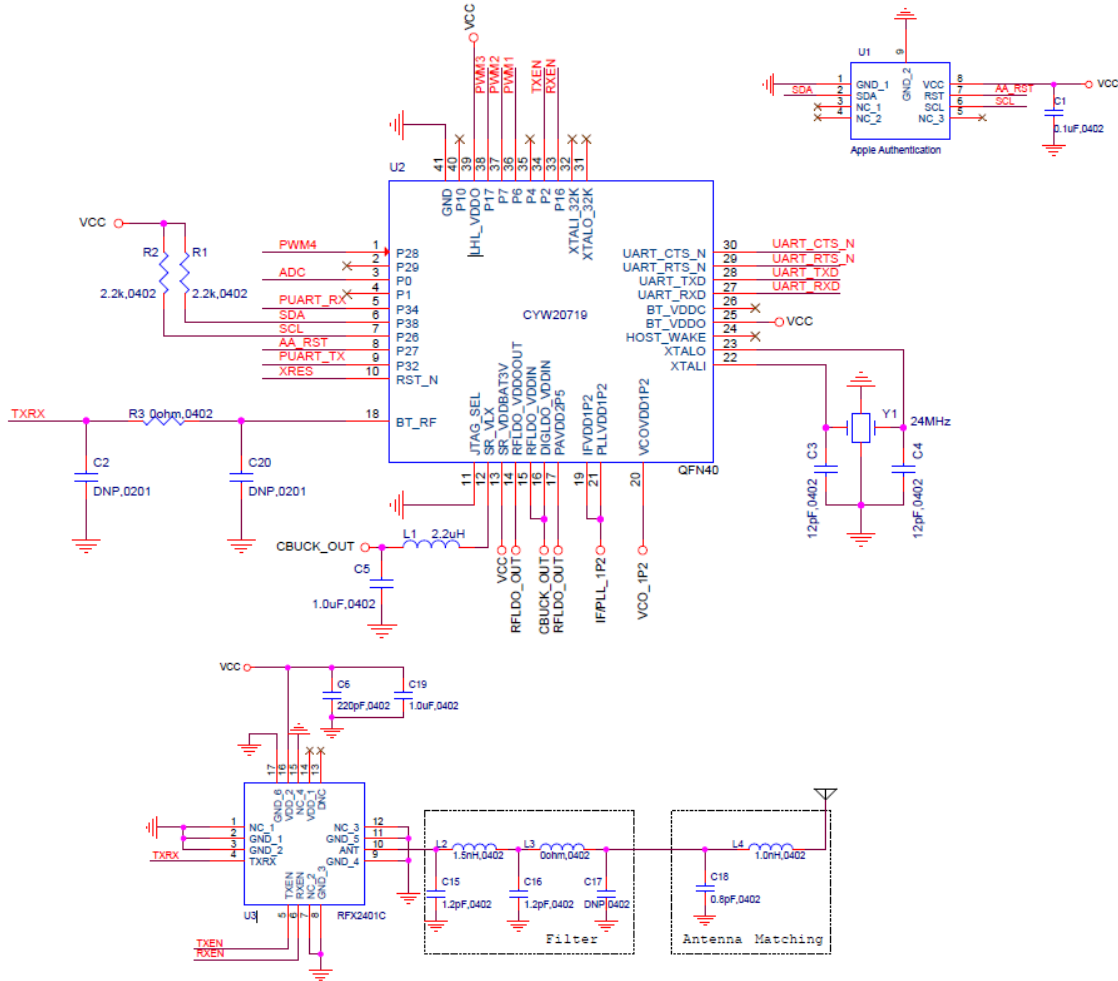 VCC
PWM3
PWM2
PWM1
TXEN
RXEN
41
40
39
38
37
36
35
34
33
32
31
U2
GND
P10
LHL_VDDO
P17
P7
P6
P4
P2
P16
XTALI_32K
XTALO_32K
U1
9
GND_2
1 GND_1 VCC 8 VCC
SDA 2 SDA RST 7 AA_RST
3 NC_1 SCL 6 SCL
4 NC_2 NC_3 5
C1
0.1uF,0402
Apple Authentication
VCC
R2 R1
2.2k,0402 2.2k,0402
PWM4 1 P28
2 P29
ADC 3 P0
4 P1
PUART_RX 5 P34
SDA 6 P38
SCL 7 P26
AA_RST 8 P27
PUART_TX 9 P32
XRES 10 RST_N
CYW20719
UART_CTS_N 30 UART_CTS_N
UART_RTS_N 29 UART_RTS_N
UART_TXD 28 UART_TXD
UART_RXD 27 UART_RXD
BT_VDDC 26
BT_VDDO 25 VCC
HOST_WAKE 24
XTALO 23
XTALI 22
TXRX R3 0ohm,0402 18 BT_RF
C2
DNP,0201
C20
DNP,0201
JTAG_SEL
SR_VLX
SR_VDDBAT3V
RFLDO_VDDOOUT
RFLDO_VDDIN
DIGLDO_VDDIN
PAVDD2P5
IFVDD1P2
PLLVDD1P2
VCOVDD1P2
QFN40
11
12
13
14
15
16
17
19
21
20
Y1
24MHz
C3
12pF,0402
C4
12pF,0402
CBUCK_OUT
L1 2.2uH
C5
1.0uF,0402
VCC
RFLDO_OUT
CBUCK_OUT
RFLDO_OUT
IF/PLL_1P2
VCO_1P2
VCC
C6
220pF,0402
C19
1.0uF,0402
17
16
15
14
13
GND_6
VDD_2
NC_4
VDD_1
DNC
1 NC_1
2 GND_1
3 GND_2
TXRX 4 TXRX
NC_3 12
GND_5 11
ANT 10
GND_4 9
TXEN
RXEN
NC_2
GND_3
U3
RFX2401C
5
6
7
8
TXEN
RXEN
L2
1.5nH,0402
L3
0ohm,0402
C15
1.2pF,0402
C16
1.2pF,0402
C17
DNP,0402
Filter
L4
1.0nH,0402
C18
0.8pF,0402
Antenna Matching